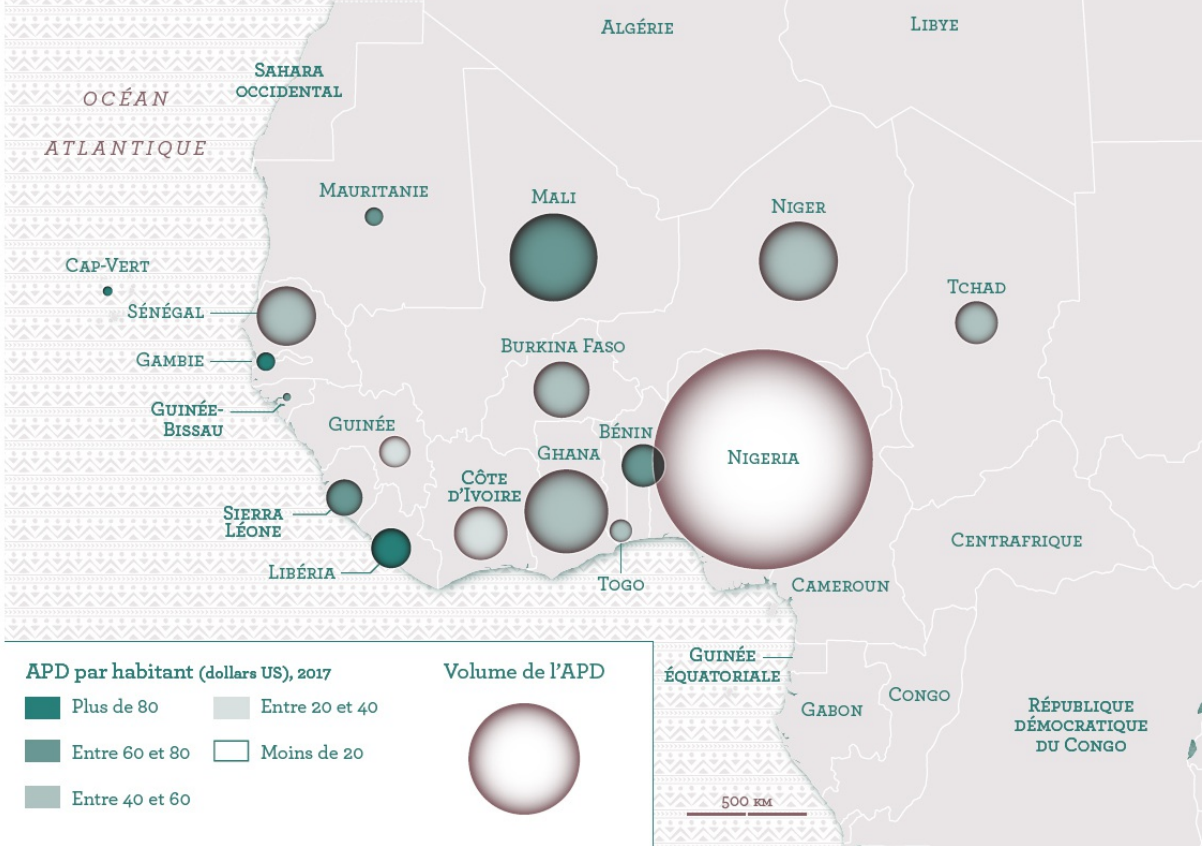 ALGÉRIE
LIBYE
SAHARA
OCCIDENTAL
OCÉAN
ATLANTIQUE
MAURITANIE
MALI
NIGER
CAP-VERT
TCHAD
SÉNÉGAL
BURKINA FASO
GAMBIE
GUINÉE-
BISSAU
GUINÉE
BÉNIN
GHANA
NIGERIA
CÔTE
D'IVOIRE
SIERRA
LÉONE
CENTRAFRIQUE
LIBÉRIA
TOGO
CAMEROUN
GUINÉE
ÉQUATORIALE
CONGO
GABON
RÉPUBLIQUE
DÉMOCRATIQUE
DU CONGO
500 KM
APD par habitant (dollars US), 2017
Plus de 80
Entre 60 et 80
Entre 40 et 60
Entre 20 et 40
Moins de 20
Volume de l'APD